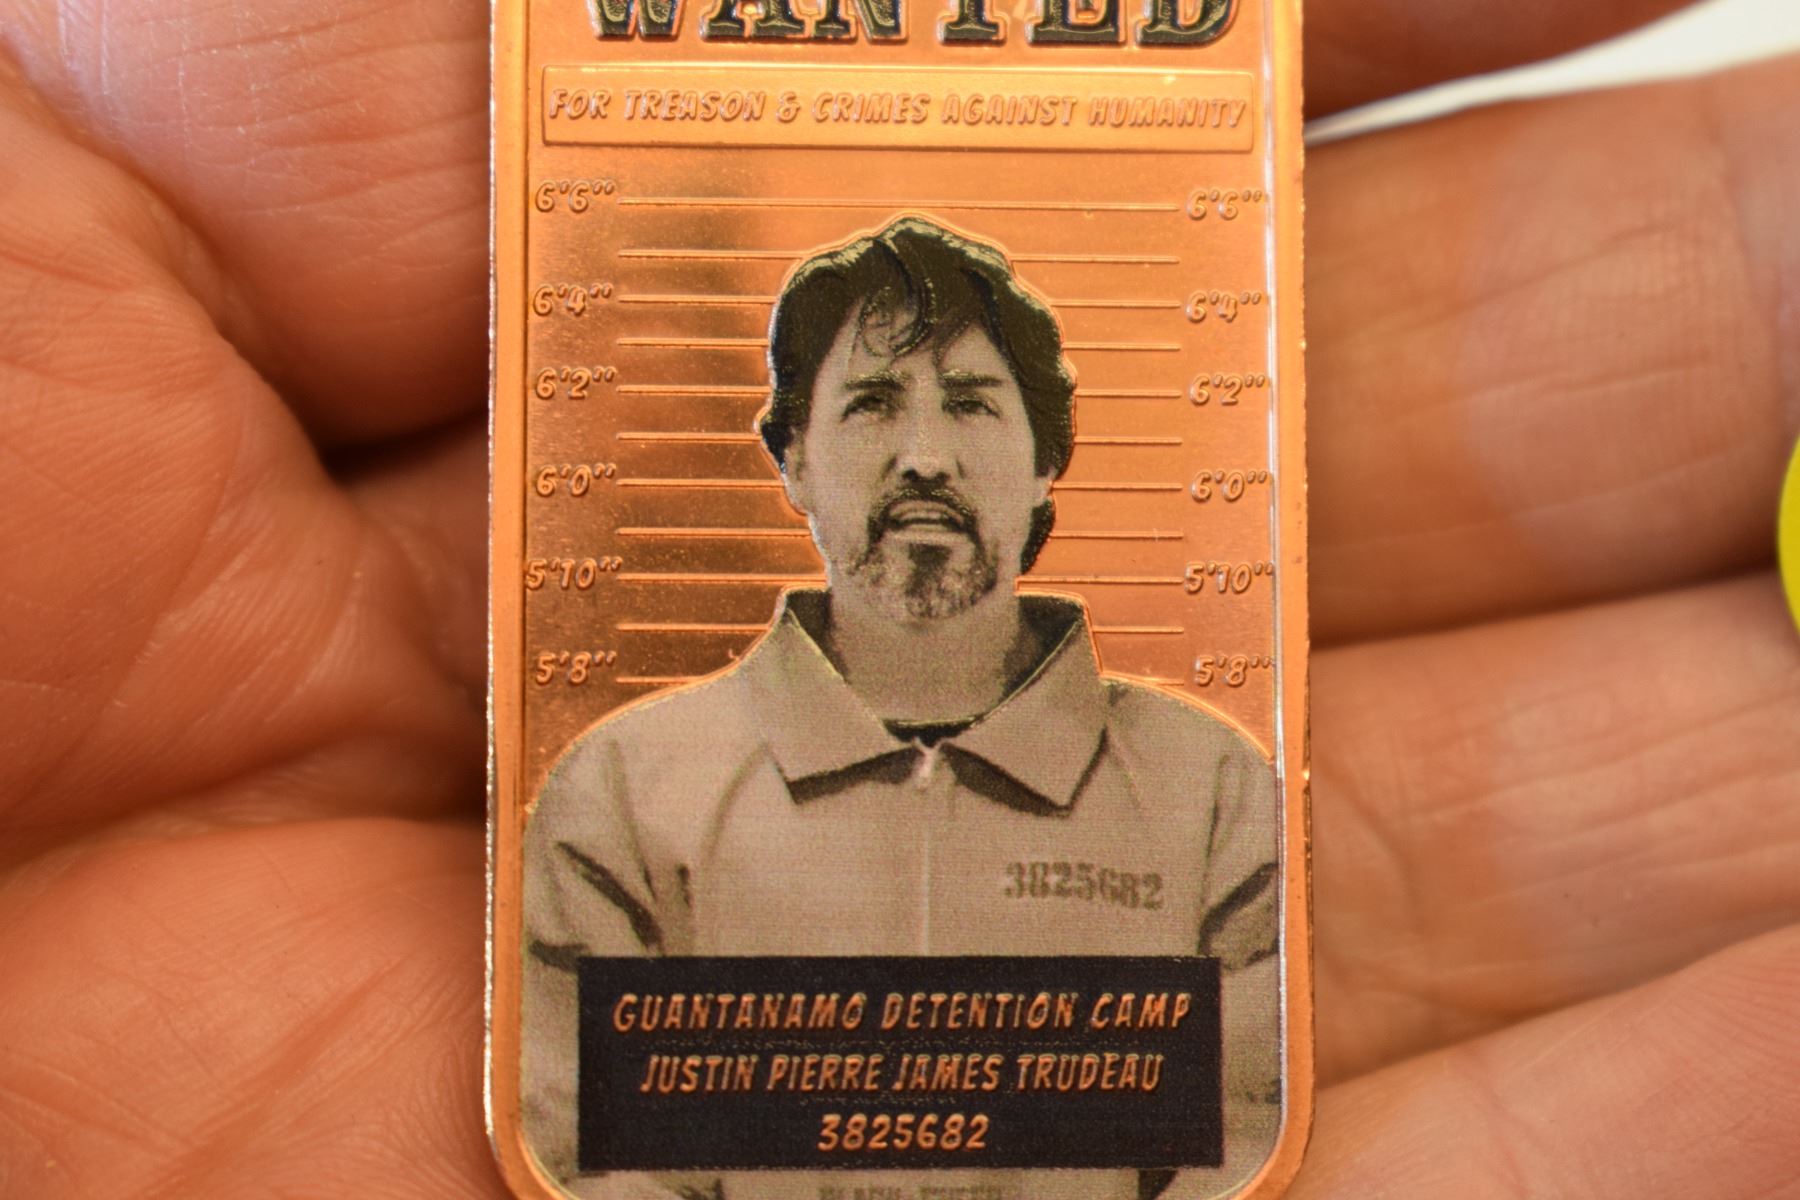 WANTED
FOR TREASON & CRIMES AGAINST HUMANITY
6'6'' 6'6''
6'4'' 6'4''
6'2'' 6'2''
6'0'' 6'0''
5'10'' 5'10''
5'8'' 5'8''
3825682
GUANTANAMO DETENTION CAMP
JUSTIN PIERRE JAMES TRUDEAU
3825682